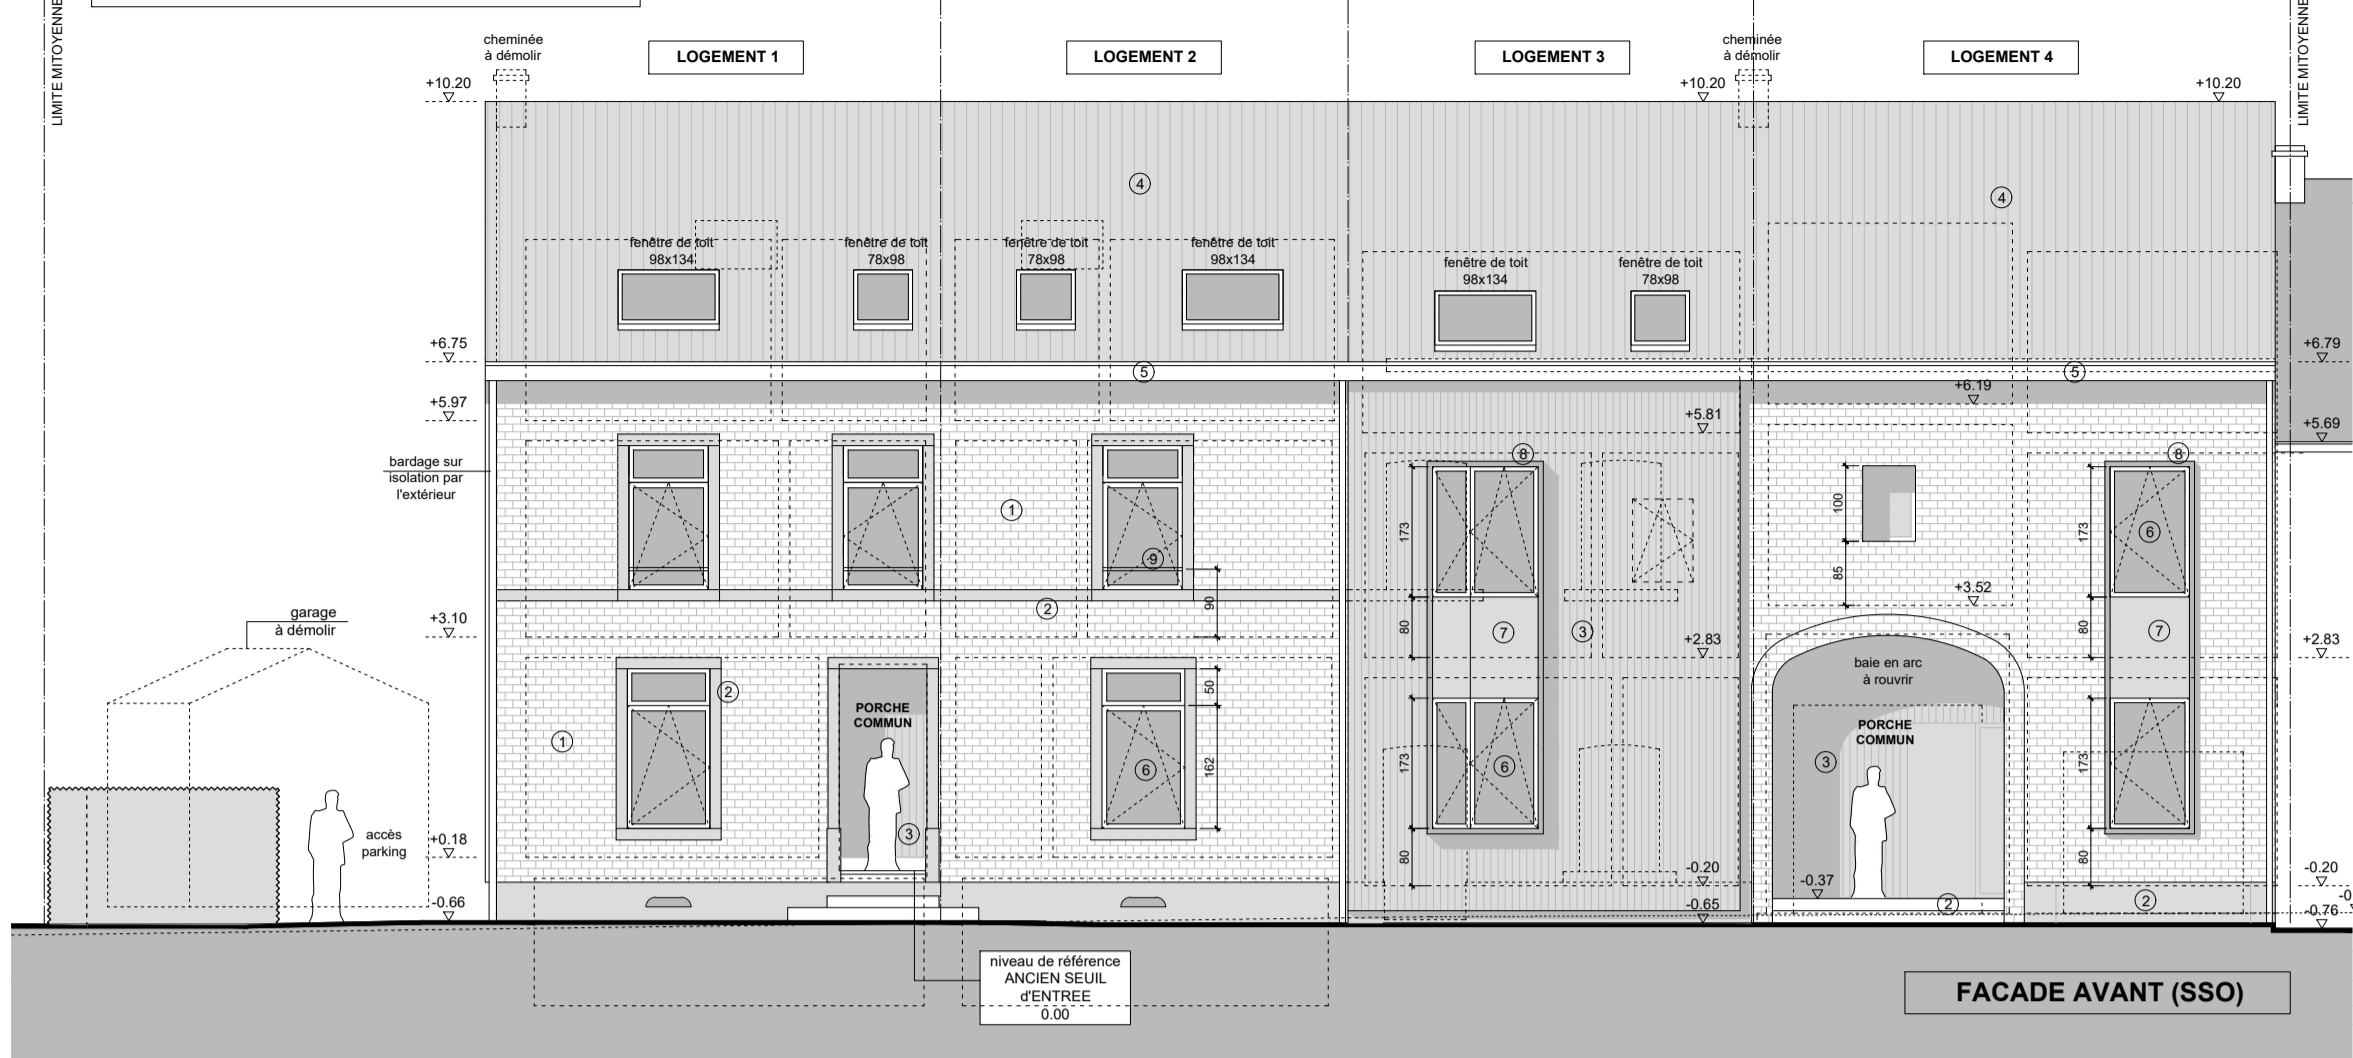 LIMITE MITOYENNE
LIMITE MITOYENNE
cheminée
à démolir
LOGEMENT 1
LOGEMENT 2
LOGEMENT 3
cheminée
à démolir
LOGEMENT 4
+10.20
+10.20
+10.20
4
4
fenêtre de toit
98x134
fenêtre de toit
78x98
fenêtre de toit
78x98
fenêtre de toit
98x134
fenêtre de toit
98x134
fenêtre de toit
78x98
+6.75
+6.79
5
5
+6.19
+5.97
+5.81
+5.69
bardage sur
isolation par
l'extérieur
8
8
1
100
173
173
6
9
85
+3.52
90
2
garage
à démolir
+3.10
80
7
3
+2.83
80
7
+2.83
baie en arc
à rouvrir
2
50
PORCHE
COMMUN
PORCHE
COMMUN
1
162
6
173
6
3
173
accès
parking
+0.18
3
80
80
-0.20
-0.20
-0.37
-0.66
-0.65
2
2
-0.76
niveau de référence
ANCIEN SEUIL
d'ENTREE
0.00
FACADE AVANT (SSO)